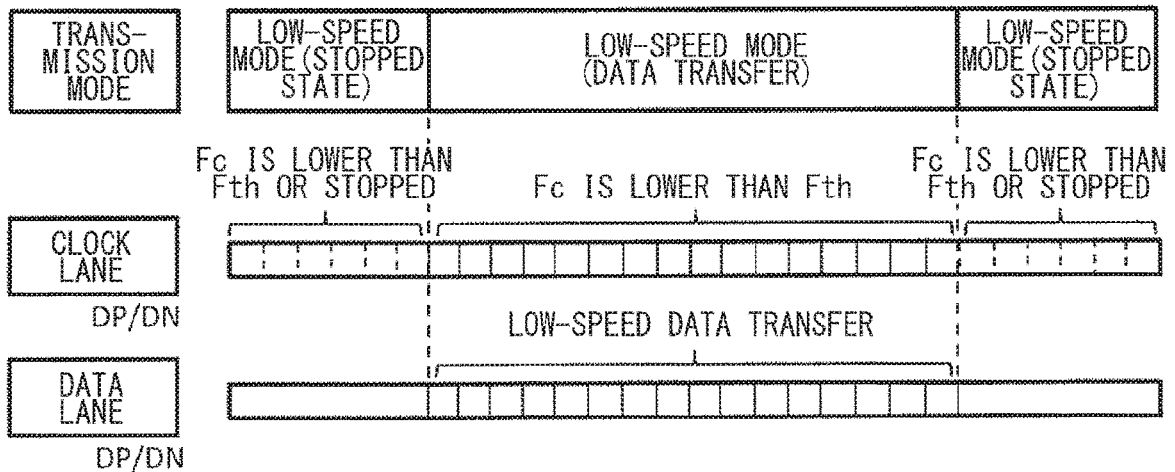 TRANS-
MISSION
MODE
LOW-SPEED
MODE(STOPPED
STATE)
LOW-SPEED MODE
(DATA TRANSFER)
LOW-SPEED
MODE(STOPPED
STATE)
Fc IS LOWER THAN
Fth OR STOPPED
Fc IS LOWER THAN Fth
Fc IS LOWER THAN
Fth OR STOPPED
CLOCK
LANE
DP/DN
LOW-SPEED DATA TRANSFER
DATA
LANE
DP/DN